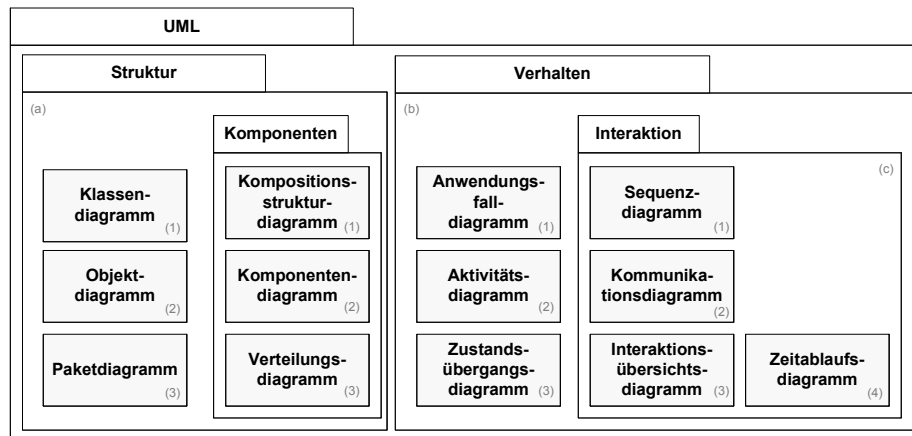 UML
Struktur
Verhalten
(a)
(b)
Komponenten
Interaktion
(c)
Klassen-
diagramm
(1)
Kompositions-
struktur-
diagramm
(1)
Anwendungs-
fall-
diagramm
(1)
Sequenz-
diagramm
(1)
Objekt-
diagramm
(2)
Komponenten-
diagramm
(2)
Aktivitäts-
diagramm
(2)
Kommunika-
tionsdiagramm
(2)
Paketdiagramm
(3)
Verteilungs-
diagramm
(3)
Zustands-
übergangs-
diagramm
(3)
Interaktions-
übersichts-
diagramm
(3)
Zeitablaufs-
diagramm
(4)